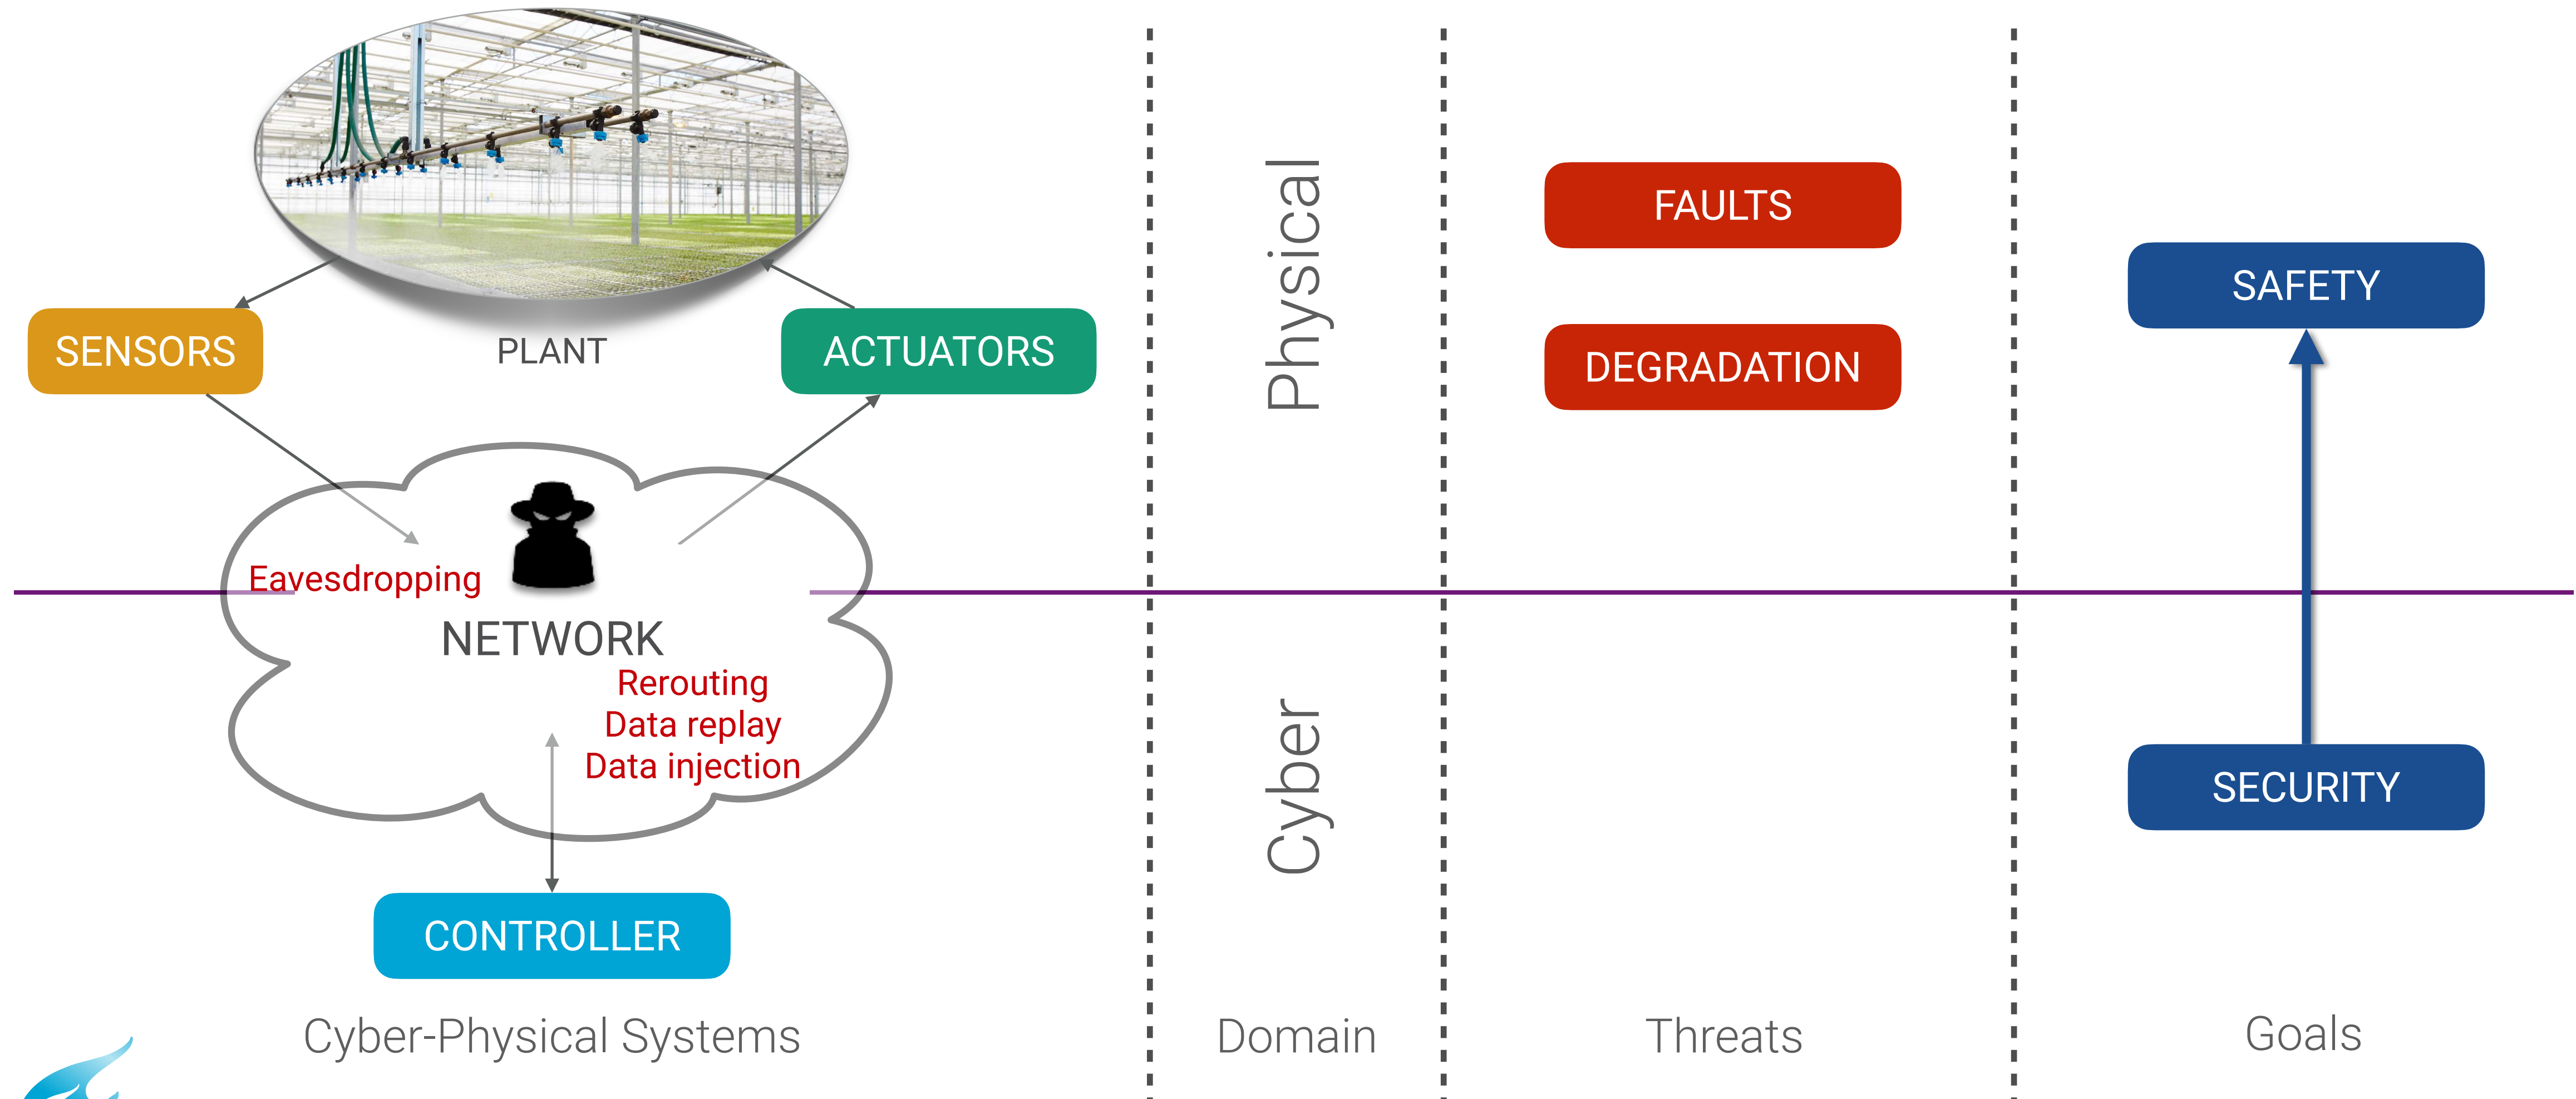 SENSORS
PLANT
ACTUATORS
Eavesdropping
NETWORK
Rerouting
Data replay
Data injection
CONTROLLER
Cyber-Physical Systems
Physical
Cyber
Domain
FAULTS
DEGRADATION
Threats
SAFETY
SECURITY
Goals